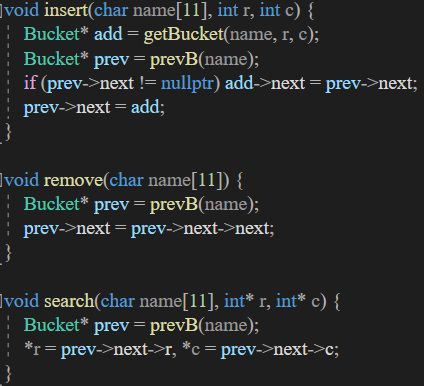 void insert(char name[11], int r, int c) {
    Bucket* add = getBucket(name, r, c);
    Bucket* prev = prevB(name);
    if (prev->next != nullptr) add->next = prev->next;
    prev->next = add;
}

void remove(char name[11]) {
    Bucket* prev = prevB(name);
    prev->next = prev->next->next;
}

void search(char name[11], int* r, int* c) {
    Bucket* prev = prevB(name);
    *r = prev->next->r, *c = prev->next->c;
}